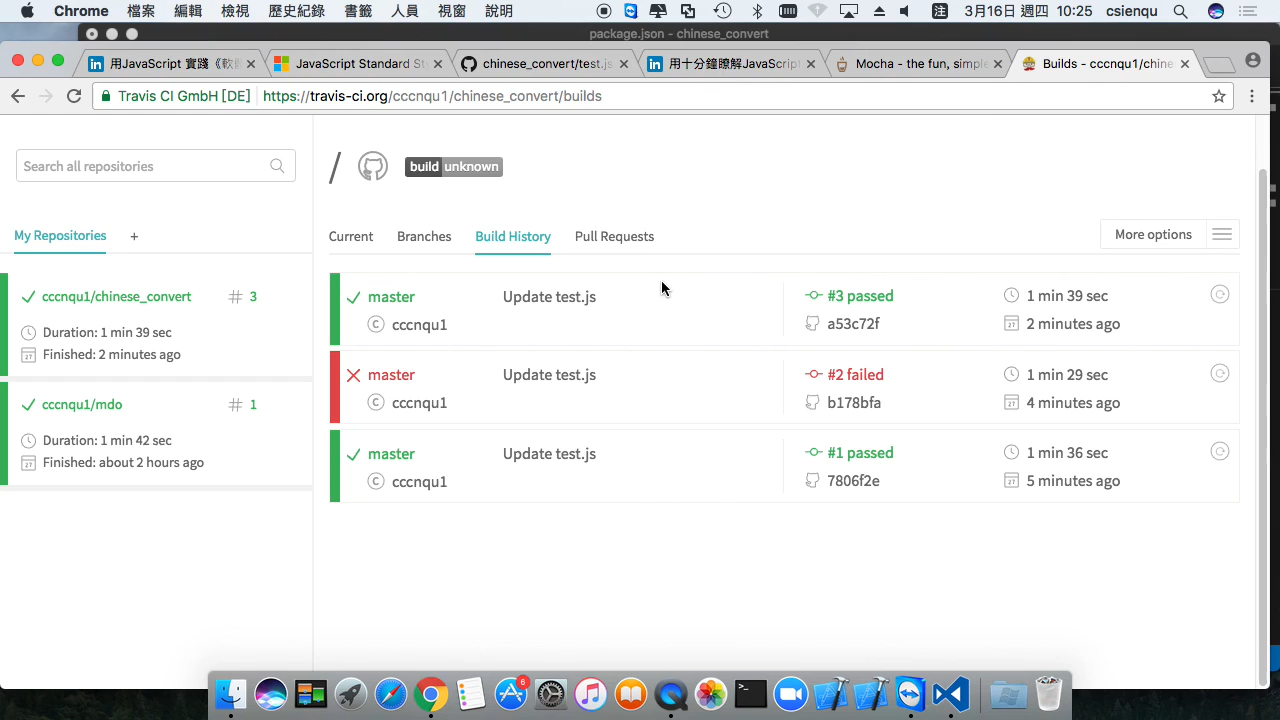 Chrome 檔案 編輯 檢視 歷史紀錄 書籤 人員 視窗 說明 注 3月16日 週四 10:25 csienqu
package.json - chinese_convert
用JavaScript 實踐《軟 JavaScript Standard St chinese_convert/test.js 用十分鐘瞭解JavaScrip Mocha - the fun, simple Builds - cccnqu1/chine
Travis CI GmbH [DE] https://travis-ci.org/cccnqu1/chinese_convert/builds
Search all repositories
/ build unknown
My Repositories +
Current Branches Build History Pull Requests More options
cccnqu1/chinese_convert # 3
Duration: 1 min 39 sec
Finished: 2 minutes ago
cccnqu1/mdo # 1
Duration: 1 min 42 sec
Finished: about 2 hours ago
master Update test.js #3 passed 1 min 39 sec
cccnqu1 a53c72f 2 minutes ago
master Update test.js #2 failed 1 min 29 sec
cccnqu1 b178bfa 4 minutes ago
master Update test.js #1 passed 1 min 36 sec
cccnqu1 7806f2e 5 minutes ago
6